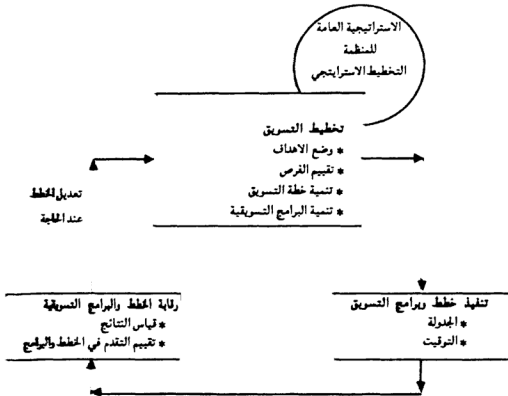 الاستراتيجية العامة
للمنظمة
التخطيط الاسترايتجي
تخطيط التسويق
* وضع الاهداف
* تقييم الفرص
* تنمية خطة التسويق
* تنمية البرامج التسويقية
تعديل الخطط
عند الحاجة
تنفيذ خطط وبرامج التسويق
* الجدولة
* التوقيت
رقابة الخطط والبرامج التسويقية
* قياس النتائج
* تقييم التقدم في الخطط والبرامج